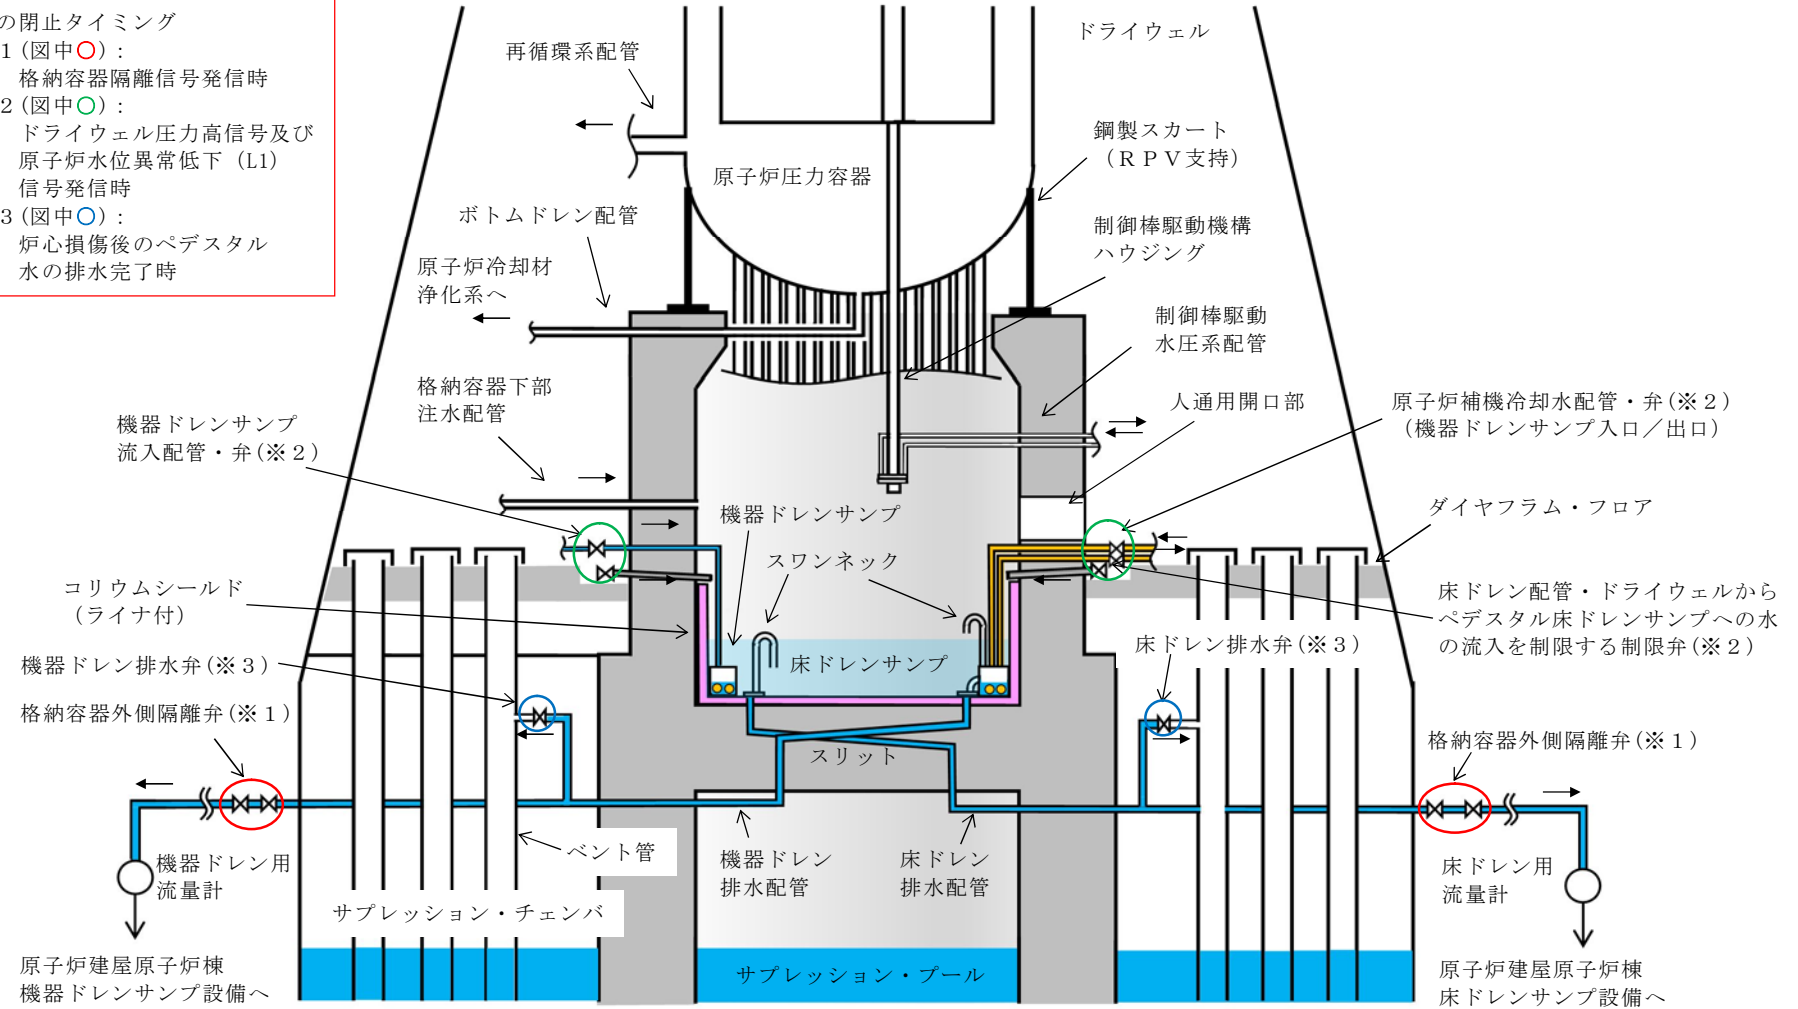 の閉止タイミング
1(図中○):
格納容器隔離信号発信時
2(図中○):
ドライウェル圧力高信号及び
原子炉水位異常低下（L1）
信号発信時
3(図中○):
炉心損傷後のペデスタル
水の排水完了時
再循環系配管
ドライウェル
鋼製スカート
（ＲＰＶ支持）
原子炉圧力容器
ボトムドレン配管
制御棒駆動機構
ハウジング
原子炉冷却材
浄化系へ
制御棒駆動
水圧系配管
格納容器下部
注水配管
人通用開口部
原子炉補機冷却水配管・弁(※２)
（機器ドレンサンプ入口／出口）
機器ドレンサンプ
流入配管・弁(※２)
機器ドレンサンプ
ダイヤフラム・フロア
スワンネック
コリウムシールド
（ライナ付）
床ドレン配管・ドライウェルから
ペデスタル床ドレンサンプへの水
の流入を制限する制限弁(※２)
床ドレン排水弁(※３)
機器ドレン排水弁(※３)
床ドレンサンプ
格納容器外側隔離弁(※１)
格納容器外側隔離弁(※１)
スリット
ベント管
機器ドレン
排水配管
床ドレン
排水配管
機器ドレン用
流量計
床ドレン用
流量計
サプレッション・チェンバ
サプレッション・プール
原子炉建屋原子炉棟
機器ドレンサンプ設備へ
原子炉建屋原子炉棟
床ドレンサンプ設備へ